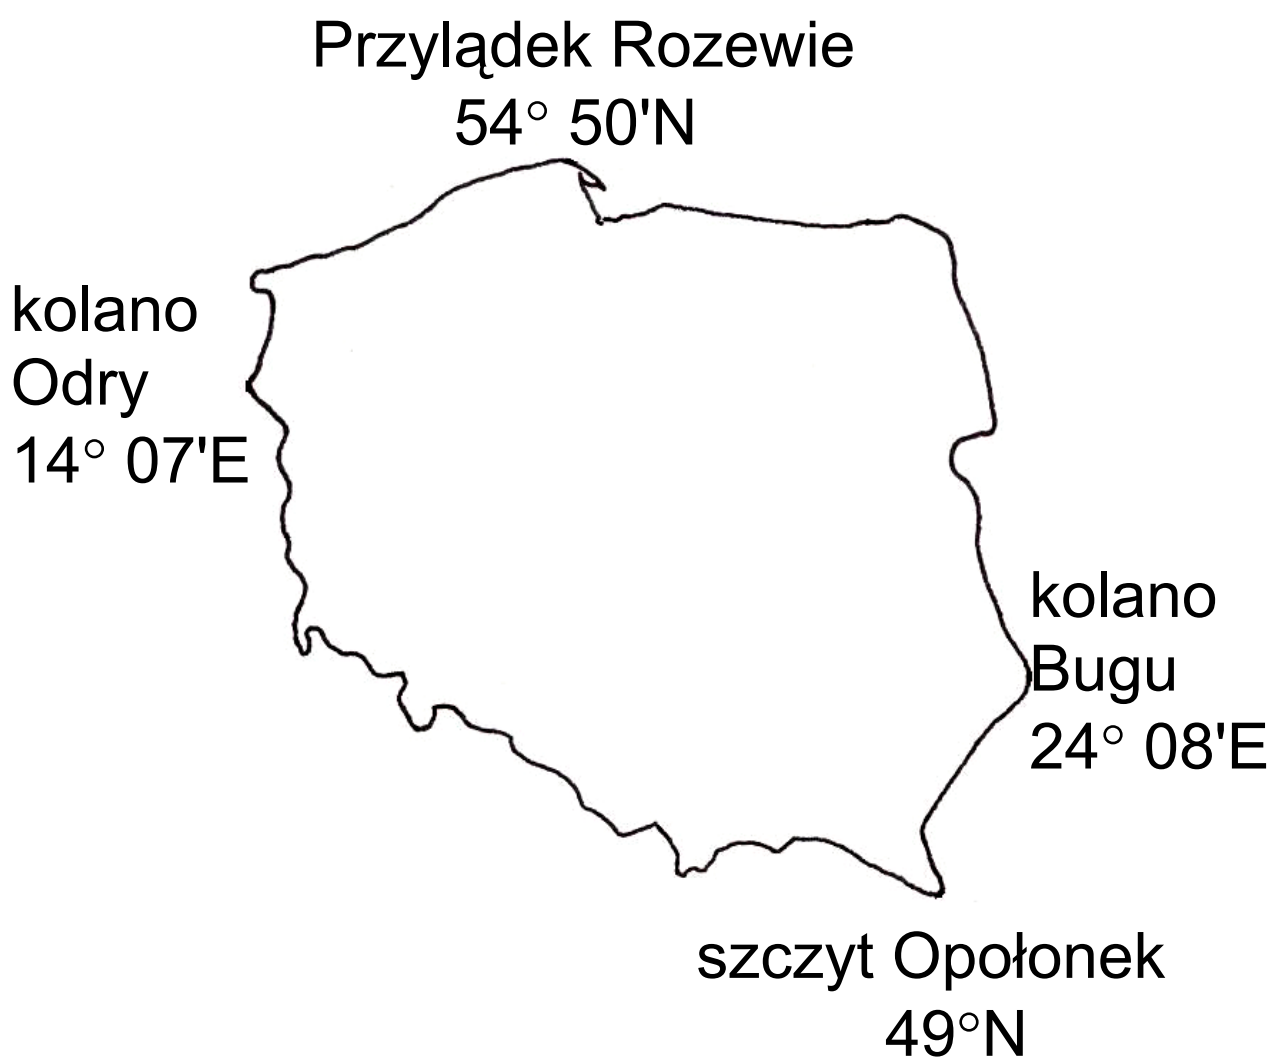 Przylądek Rozewie
54° 50'N
kolano
Odry
14° 07'E
kolano
Bugu
24° 08'E
szczyt Opołonek
49°N